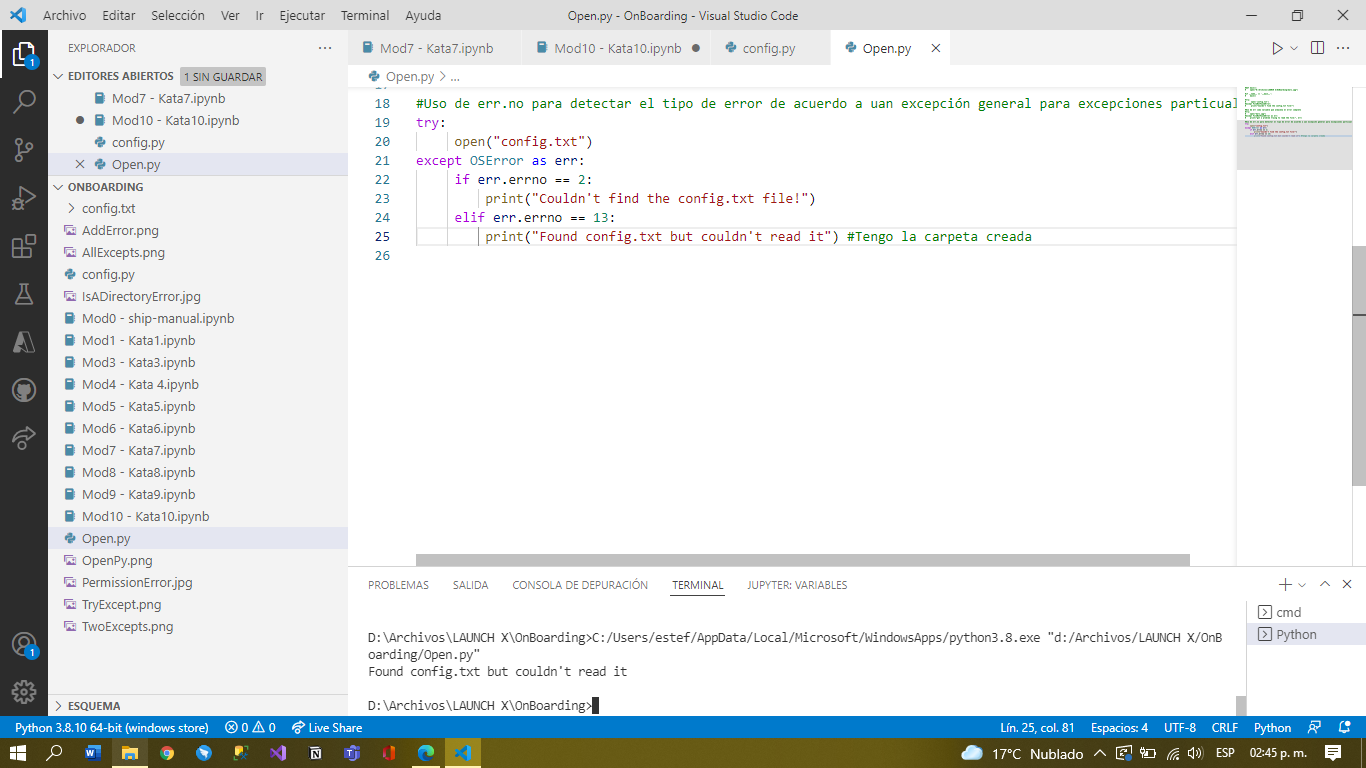 Archivo Editar Selección Ver Ir Ejecutar Terminal Ayuda Open.py - OnBoarding - Visual Studio Code
EXPLORADOR ···
EDITORES ABIERTOS 1 SIN GUARDAR
Mod7 - Kata7.ipynb
Mod10 - Kata10.ipynb
config.py
Open.py
ONBOARDING
config.txt
AddError.png
AllExcepts.png
config.py
IsADirectoryError.jpg
Mod0 - ship-manual.ipynb
Mod1 - Kata1.ipynb
Mod3 - Kata3.ipynb
Mod4 - Kata 4.ipynb
Mod5 - Kata5.ipynb
Mod6 - Kata6.ipynb
Mod7 - Kata7.ipynb
Mod8 - Kata8.ipynb
Mod9 - Kata9.ipynb
Mod10 - Kata10.ipynb
Open.py
OpenPy.png
PermissionError.jpg
TryExcept.png
TwoExcepts.png
ESQUEMA
1
1
Mod7 - Kata7.ipynb Mod10 - Kata10.ipynb config.py Open.py
Open.py > ...
18 #Uso de err.no para detectar el tipo de error de acuerdo a uan excepción general para excepciones particual
19 try:
20 open("config.txt")
21 except OSError as err:
22 if err.errno == 2:
23 print("Couldn't find the config.txt file!")
24 elif err.errno == 13:
25 print("Found config.txt but couldn't read it") #Tengo la carpeta creada
26
PROBLEMAS SALIDA CONSOLA DE DEPURACIÓN TERMINAL JUPYTER: VARIABLES
D:\Archivos\LAUNCH X\OnBoarding>C:/Users/estef/AppData/Local/Microsoft/WindowsApps/python3.8.exe "d:/Archivos/LAUNCH X/OnB
oarding/Open.py"
Found config.txt but couldn't read it
D:\Archivos\LAUNCH X\OnBoarding>
cmd
Python
Python 3.8.10 64-bit (windows store) 0 0 Live Share Lín. 25, col. 81 Espacios: 4 UTF-8 CRLF Python
17°C Nublado ESP 02:45 p. m.